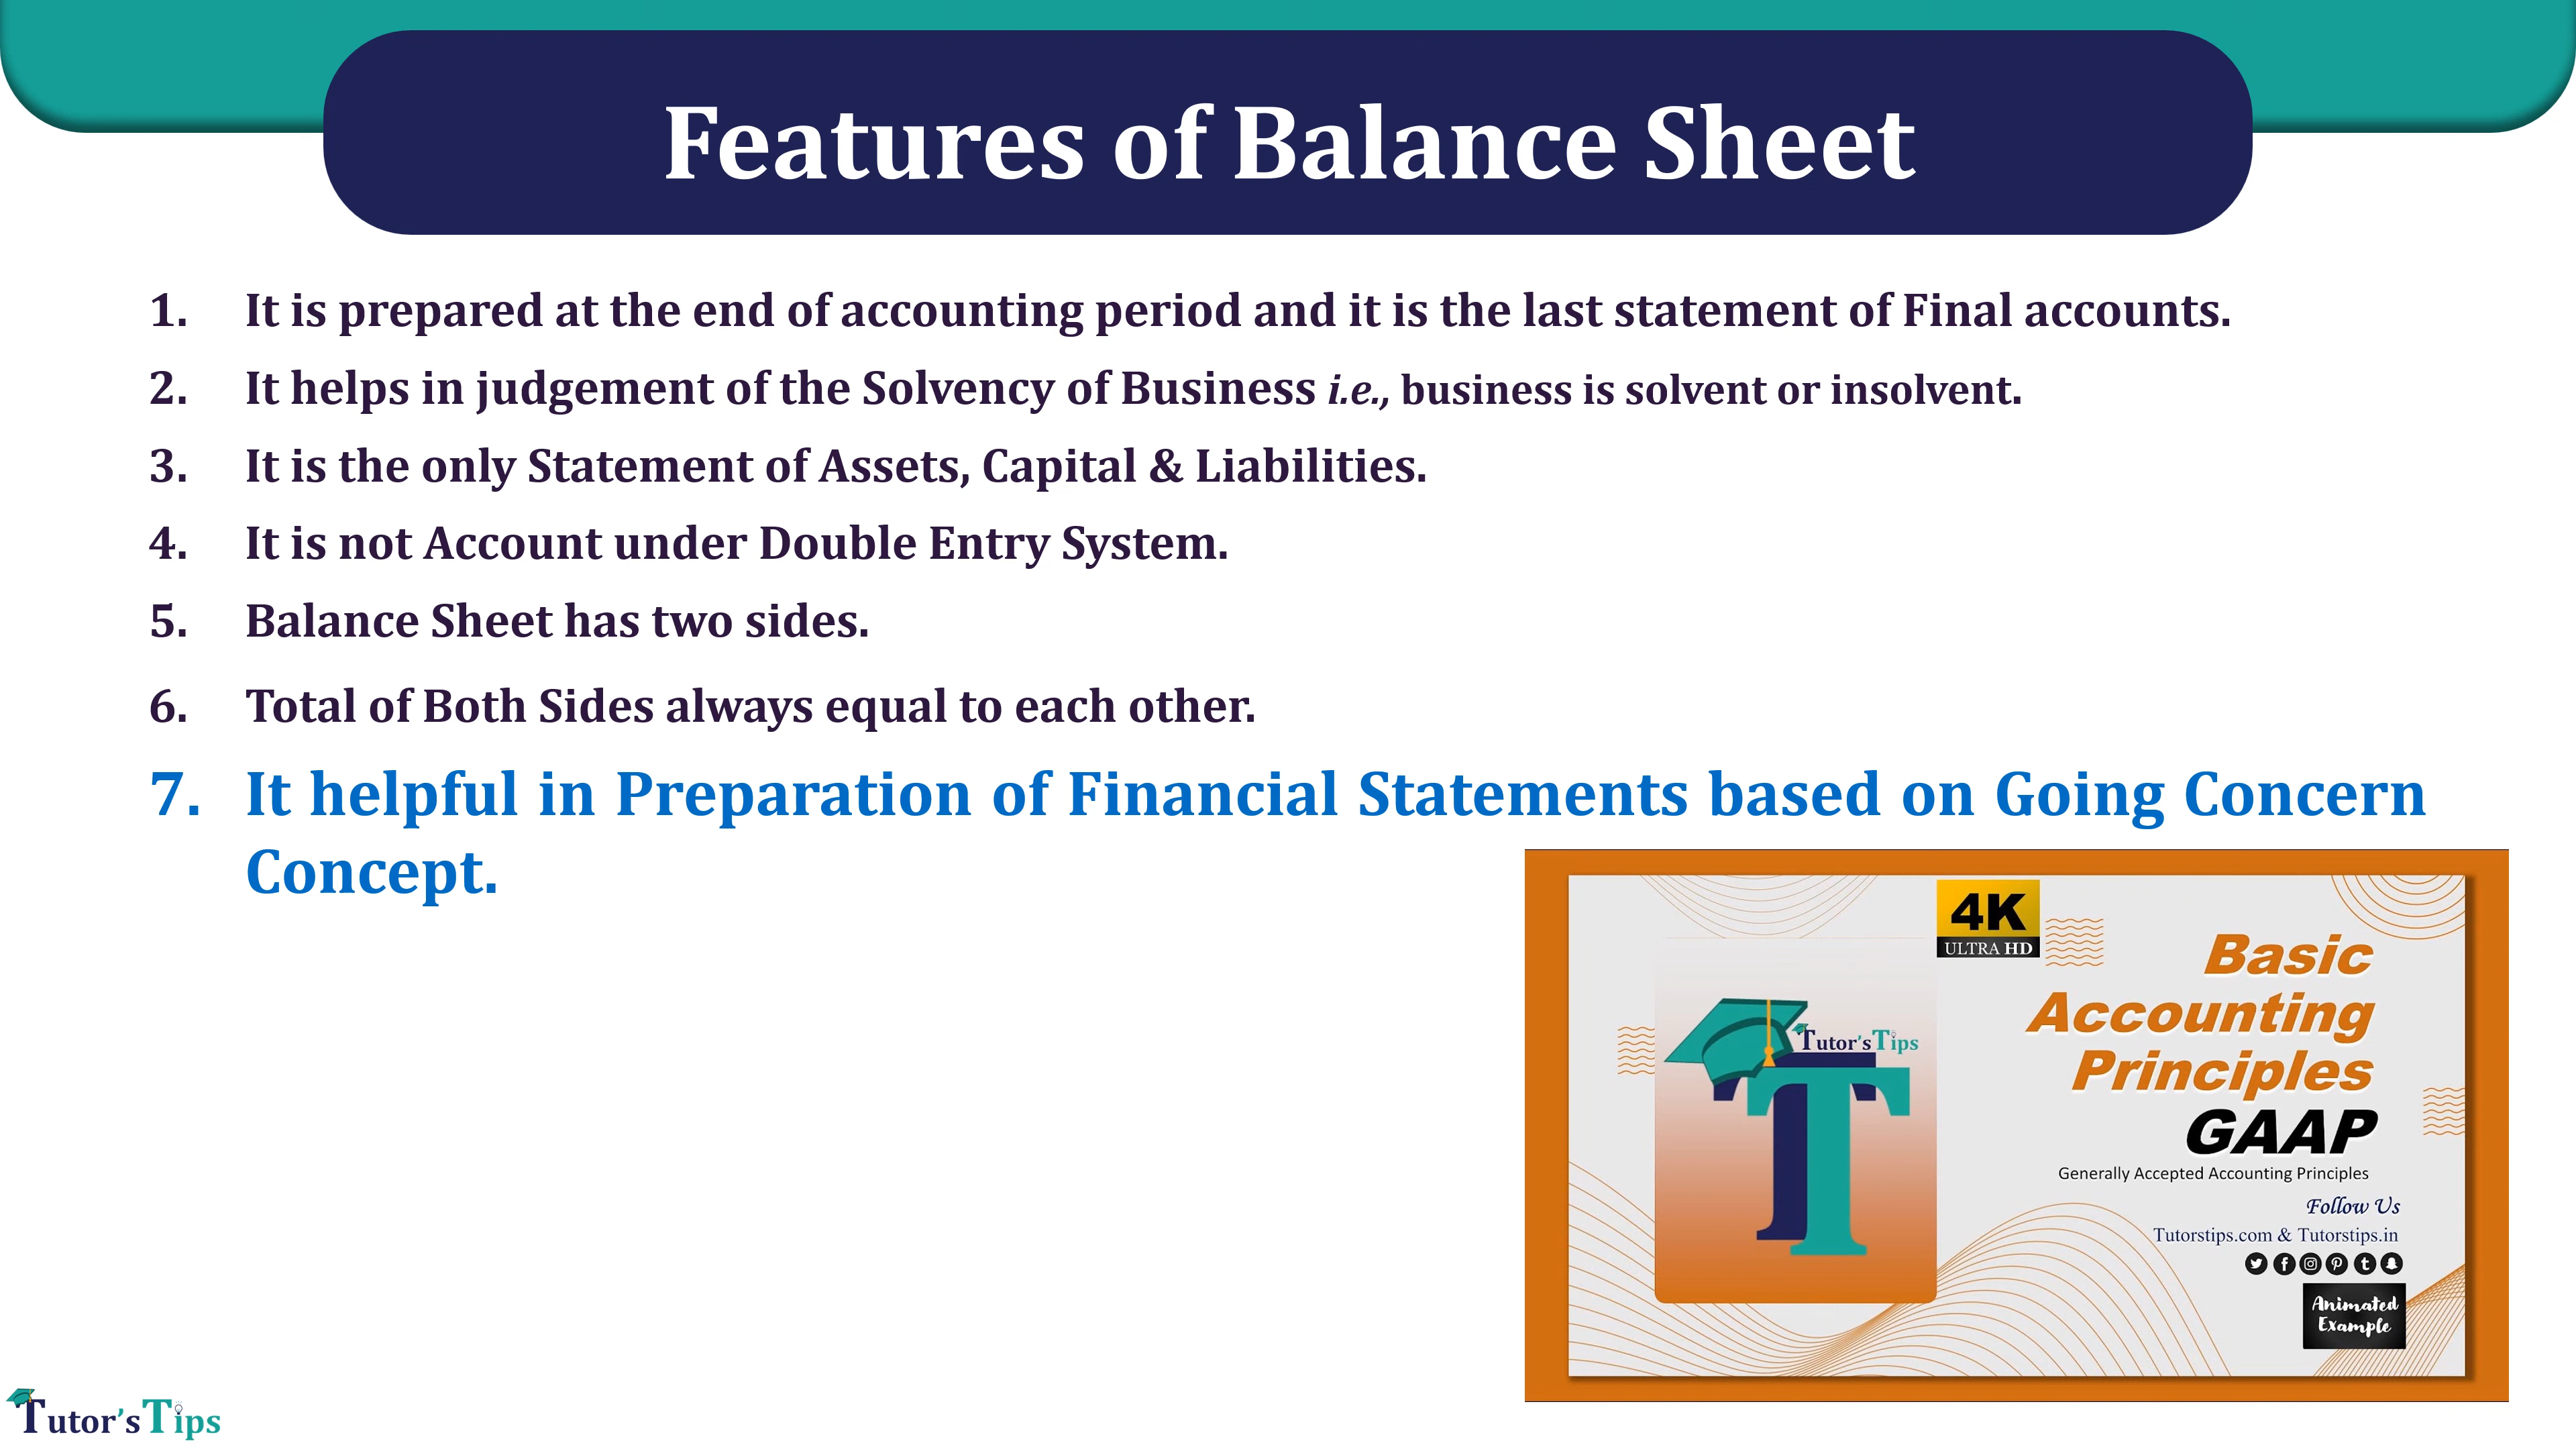 Features of Balance Sheet
1. It is prepared at the end of accounting period and it is the last statement of Final accounts.
2. It helps in judgement of the Solvency of Business i.e., business is solvent or insolvent.
3. It is the only Statement of Assets, Capital & Liabilities.
4. It is not Account under Double Entry System.
5. Balance Sheet has two sides.
6. Total of Both Sides always equal to each other.
7. It helpful in Preparation of Financial Statements based on Going Concern
Concept.
4K
ULTRA HD
Basic
Accounting
Principles
GAAP
Generally Accepted Accounting Principles
Follow Us
Tutorstips.com & Tutorstips.in
Animated
Example
Tutor'sTips
T
Tutor'sTips